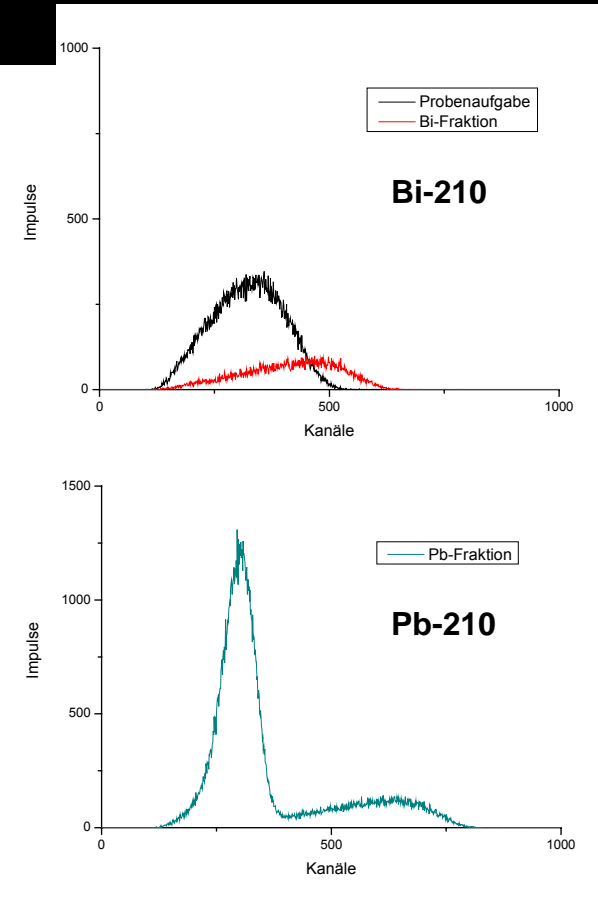 1000
Probenaufgabe
Bi-Fraktion
Bi-210
Impulse
500
0
0 500 1000
Kanäle
1500
Pb-Fraktion
1000
Pb-210
Impulse
500
0
0 500 1000
Kanäle